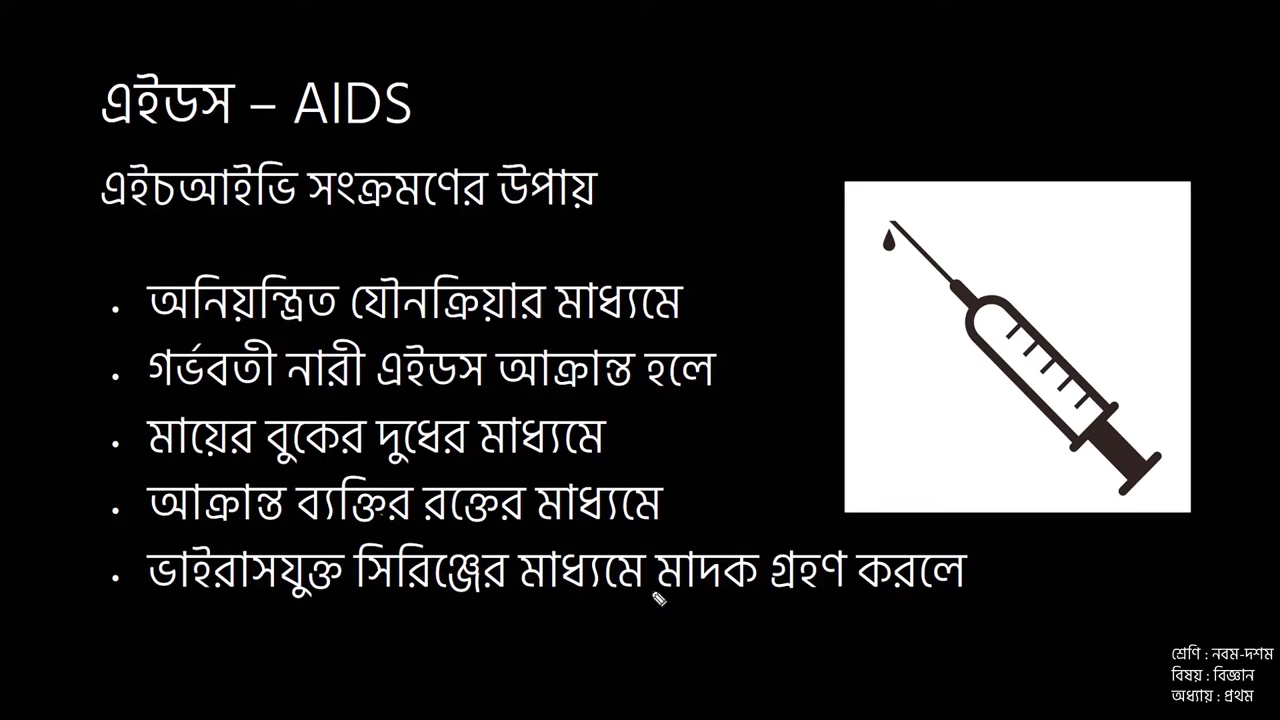 এইডস – AIDS
এইচআইভি সংক্রমণের উপায়
• অনিয়ন্ত্রিত যৌনক্রিয়ার মাধ্যমে
• গর্ভবতী নারী এইডস আক্রান্ত হলে
• মায়ের বুকের দুধের মাধ্যমে
• আক্রান্ত ব্যক্তির রক্তের মাধ্যমে
• ভাইরাসযুক্ত সিরিঞ্জের মাধ্যমে মাদক গ্রহণ করলে
শ্রেণি : নবম-দশম
বিষয় : বিজ্ঞান
অধ্যায় : প্রথম